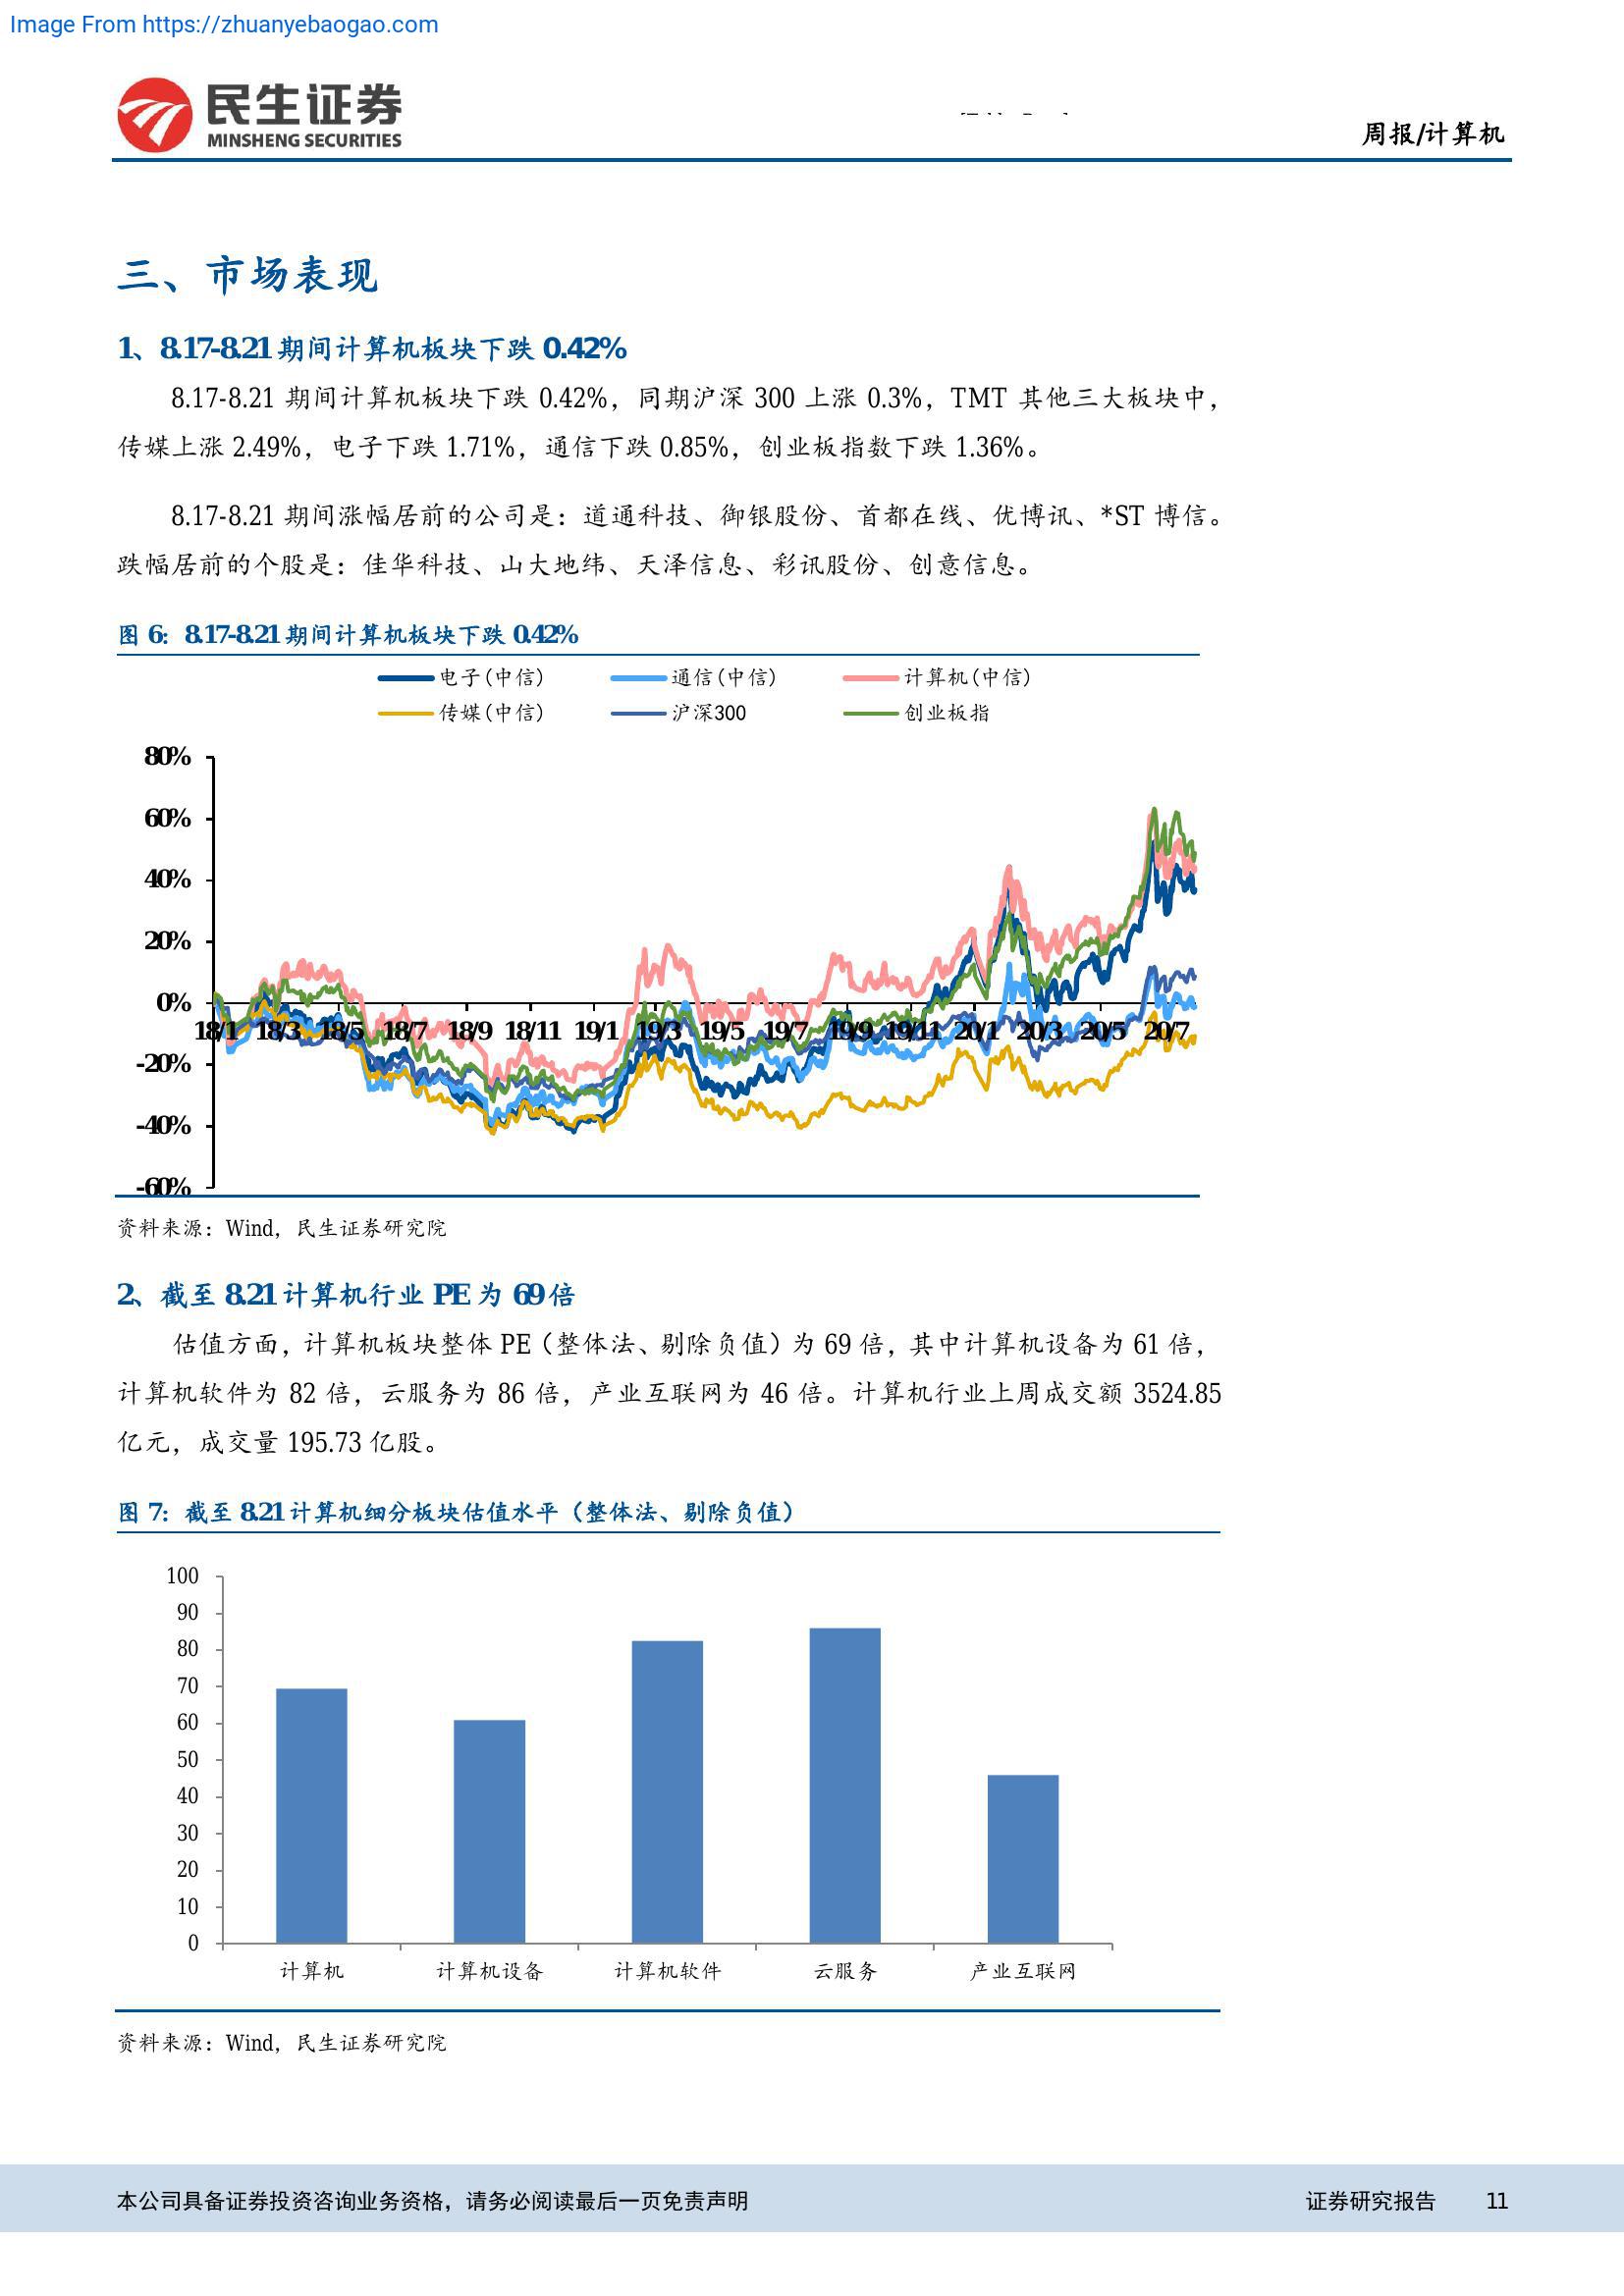 Image From https://zhuanyebaogao.com
民生证券
MINSHENG SECURITIES
周报/计算机
三、市场表现
1、8.17-8.21期间计算机板块下跌 0.42%
8.17-8.21 期间计算机板块下跌 0.42%，同期沪深 300 上涨 0.3%，TMT 其他三大板块中，
传媒上涨 2.49%，电子下跌 1.71%，通信下跌 0.85%，创业板指数下跌 1.36%。
8.17-8.21 期间涨幅居前的公司是：道通科技、御银股份、首都在线、优博讯、*ST 博信。
跌幅居前的个股是：佳华科技、山大地纬、天泽信息、彩讯股份、创意信息。
图 6：8.17-8.21期间计算机板块下跌 0.42%
电子(中信) 通信(中信) 计算机(中信)
传媒(中信) 沪深300 创业板指
80%
60%
40%
20%
0%
18/1 18/3 18/5 18/7 18/9 18/11 19/1 19/3 19/5 19/7 19/9 19/11 20/1 20/3 20/5 20/7
-20%
-40%
-60%
资料来源：Wind，民生证券研究院
2、截至 8.21计算机行业 PE 为 69倍
估值方面，计算机板块整体 PE（整体法、剔除负值）为 69 倍，其中计算机设备为 61 倍，
计算机软件为 82 倍，云服务为 86 倍，产业互联网为 46 倍。计算机行业上周成交额 3524.85
亿元，成交量 195.73 亿股。
图 7：截至 8.21计算机细分板块估值水平（整体法、剔除负值）
100
90
80
70
60
50
40
30
20
10
0
计算机 计算机设备 计算机软件 云服务 产业互联网
资料来源：Wind，民生证券研究院
本公司具备证券投资咨询业务资格，请务必阅读最后一页免责声明 证券研究报告 11